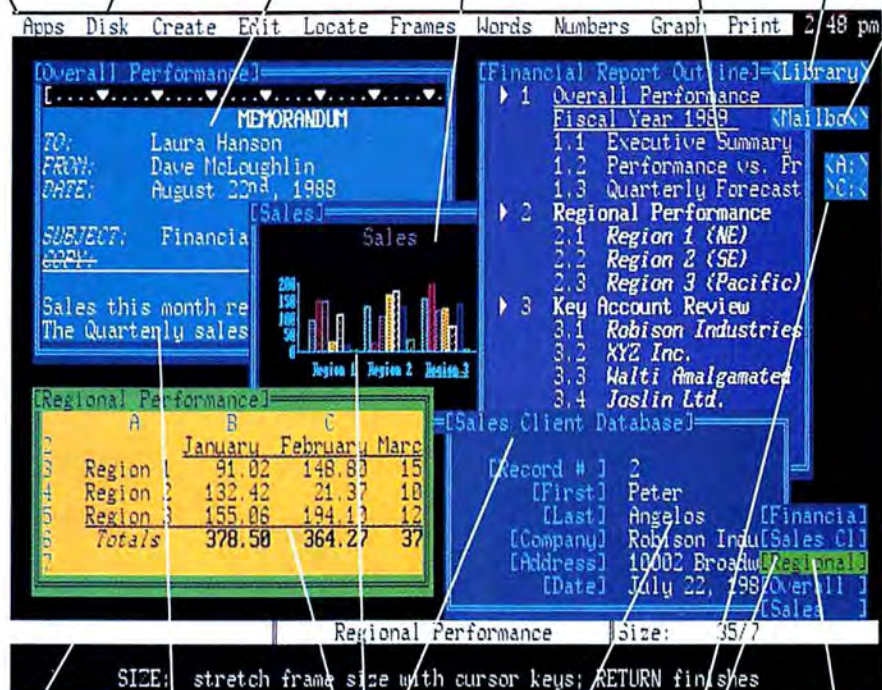 Apps Disk Create Edit Locate Frames Words Numbers Graph Print 2:48 pm
[Overall Performance]
MEMORANDUM
TO: Laura Hanson
FROM: Dave McLoughlin
DATE: August 22nd, 1988
SUBJECT: Financia
COPY:
Sales this month re
The Quarterly sales
[Sales]
Sales
200
150
100
50
0
Region 1 Region 2 Region 3
[Financial Report Outline]
<Library>
<Mailbox>
<A:>
>C:<
1 Overall Performance
Fiscal Year 1989
1.1 Executive Summary
1.2 Performance vs. Pr
1.3 Quarterly Forecast
2 Regional Performance
2.1 Region 1 (NE)
2.2 Region 2 (SE)
2.3 Region 3 (Pacific)
3 Key Account Review
3.1 Robison Industries
3.2 XYZ Inc.
3.3 Walti Amalgamated
3.4 Joslin Ltd.
[Regional Performance]
A B C
2 January February Marc
3 Region 1 91.02 148.80 15
4 Region 2 132.42 21.37 10
5 Region 3 155.06 194.10 12
6 Totals 378.50 364.27 37
7
[Sales Client Database]
[Record # ] 2
[First] Peter
[Last] Angelos
[Company] Robison Indu
[Address] 10002 Broadw
[Date] July 22, 198
[Financia]
[Sales Cl]
[Regional]
[Overall ]
[Sales ]
Regional Performance Size: 35/7
SIZE: stretch frame size with cursor keys; RETURN finishes